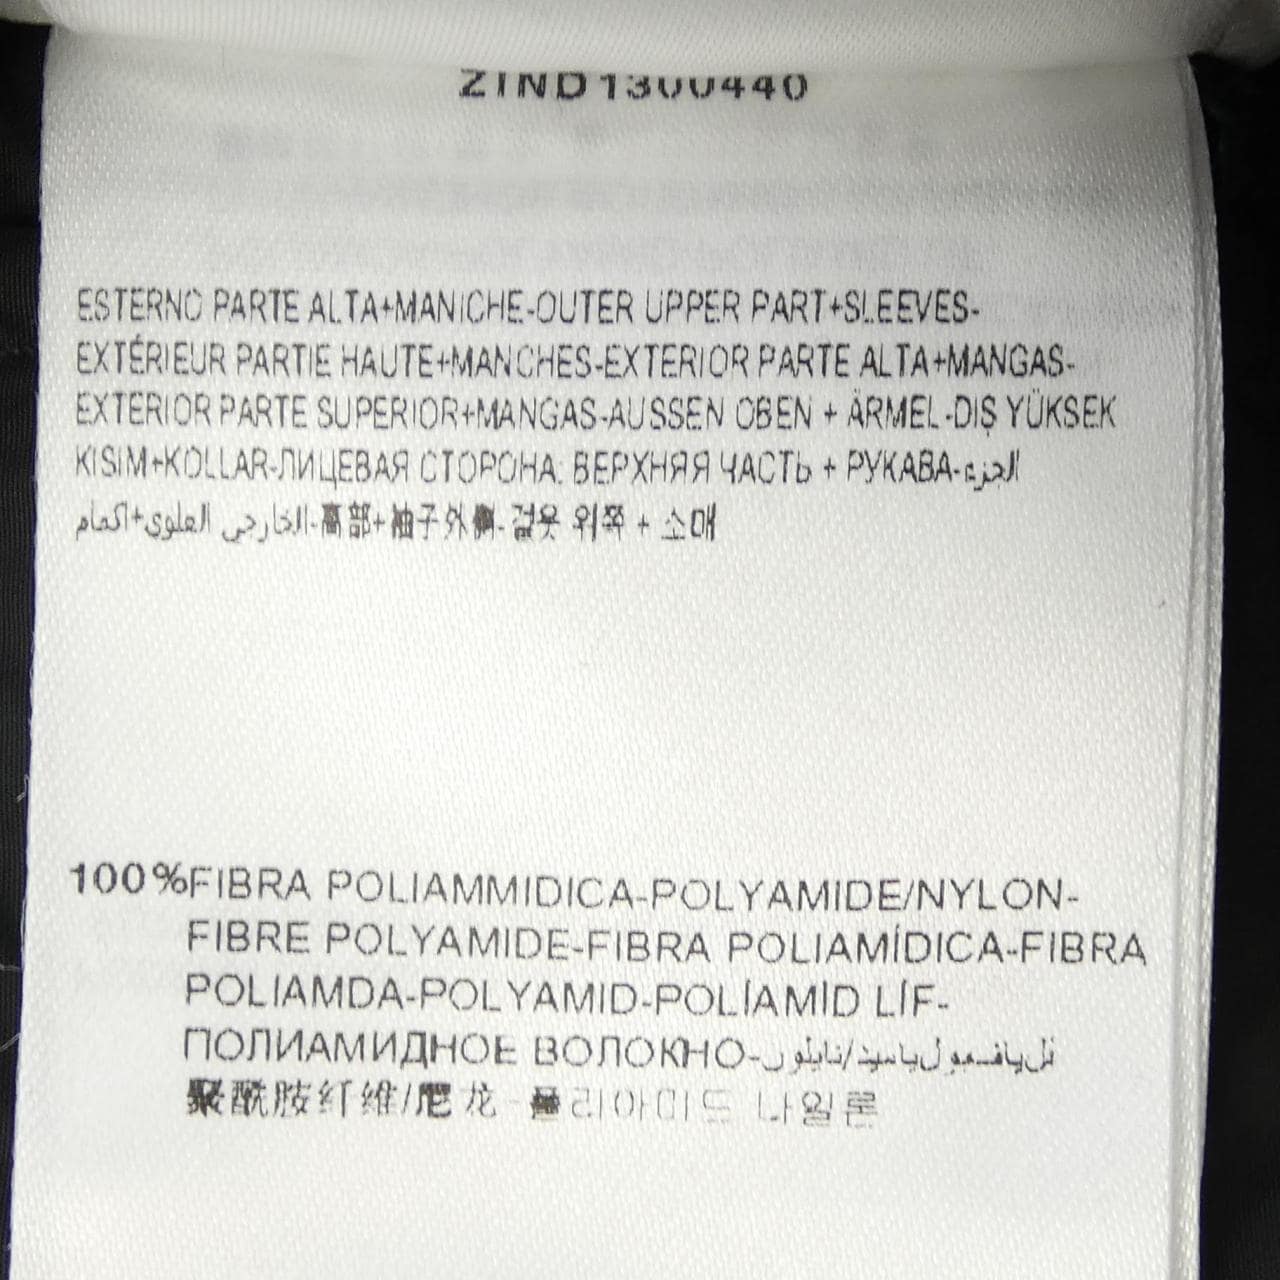 ZIND1300440
ESTERNO PARTE ALTA+MANICHE-OUTER UPPER PART+SLEEVES-
EXTÉRIEUR PARTIE HAUTE+MANCHES-EXTERIOR PARTE ALTA+MANGAS-
EXTERIOR PARTE SUPERIOR+MANGAS-AUSSEN OBEN + ÄRMEL-DIŞ YÜKSEK
KISIM+KOLLAR-ЛИЦЕВАЯ СТОРОНА: ВЕРХНЯЯ ЧАСТЬ + РУКАВА-الجزء
الخارجي العلوي+أكمام-高部+袖子外侧-겉옷 위쪽 + 소매
100%FIBRA POLIAMMIDICA-POLYAMIDE/NYLON-
FIBRE POLYAMIDE-FIBRA POLIAMÍDICA-FIBRA
POLIAMDA-POLYAMID-POLİAMİD LİF-
ПОЛИАМИДНОЕ ВОЛОКНО-
聚酰胺纤维/尼龙-폴리아미드 나일론